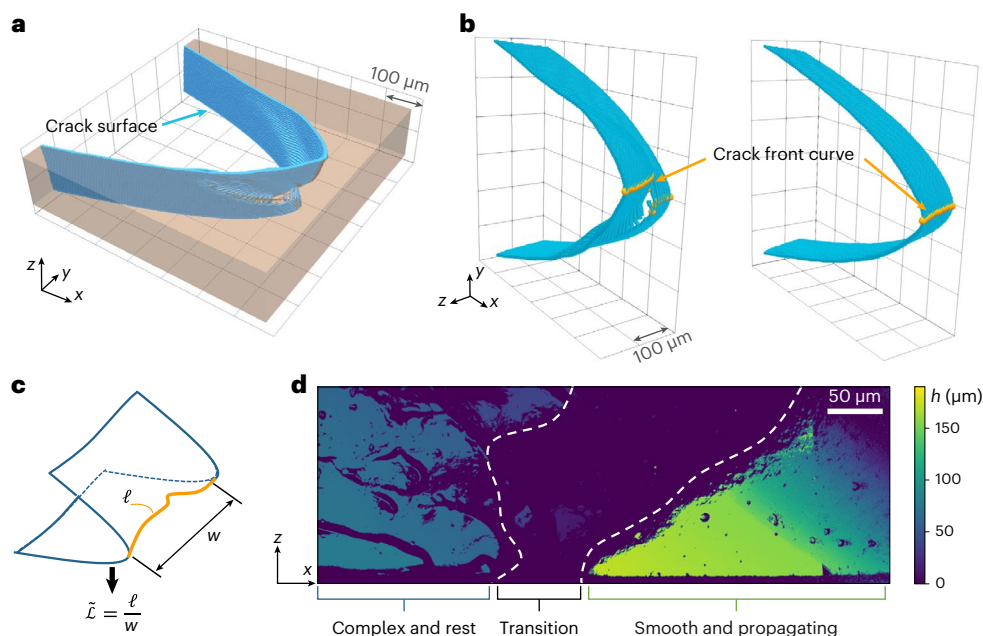 a
100 μm
Crack surface
z
y
x
b
Crack front curve
y
z
x
100 μm
c
ℓ
w
ℒ̃ = ℓ / w
d
50 μm
h (μm)
150
100
50
0
z
x
Complex and rest
Transition
Smooth and propagating